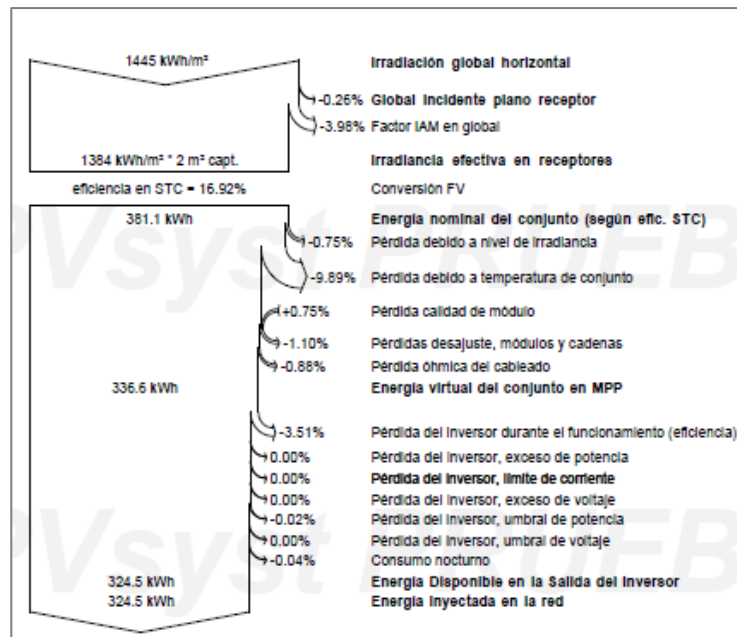 1445 kWh/m² Irradiación global horizontal
-0.26% Global incidente plano receptor
-3.98% Factor IAM en global
1384 kWh/m² * 2 m² capt. Irradiancia efectiva en receptores
eficiencia en STC = 16.92% Conversión FV
381.1 kWh Energía nominal del conjunto (según efic. STC)
-0.75% Pérdida debido a nivel de irradiancia
PVsyst PRUEB
-9.89% Pérdida debido a temperatura de conjunto
+0.75% Pérdida calidad de módulo
-1.10% Pérdidas desajuste, módulos y cadenas
-0.88% Pérdida óhmica del cableado
336.6 kWh Energía virtual del conjunto en MPP
-3.51% Pérdida del inversor durante el funcionamiento (eficiencia)
0.00% Pérdida del inversor, exceso de potencia
0.00% Pérdida del inversor, límite de corriente
0.00% Pérdida del inversor, exceso de voltaje
-0.02% Pérdida del inversor, umbral de potencia
0.00% Pérdida del inversor, umbral de voltaje
PVsyst PRUEB
-0.04% Consumo nocturno
324.5 kWh Energía Disponible en la Salida del Inversor
324.5 kWh Energía inyectada en la red